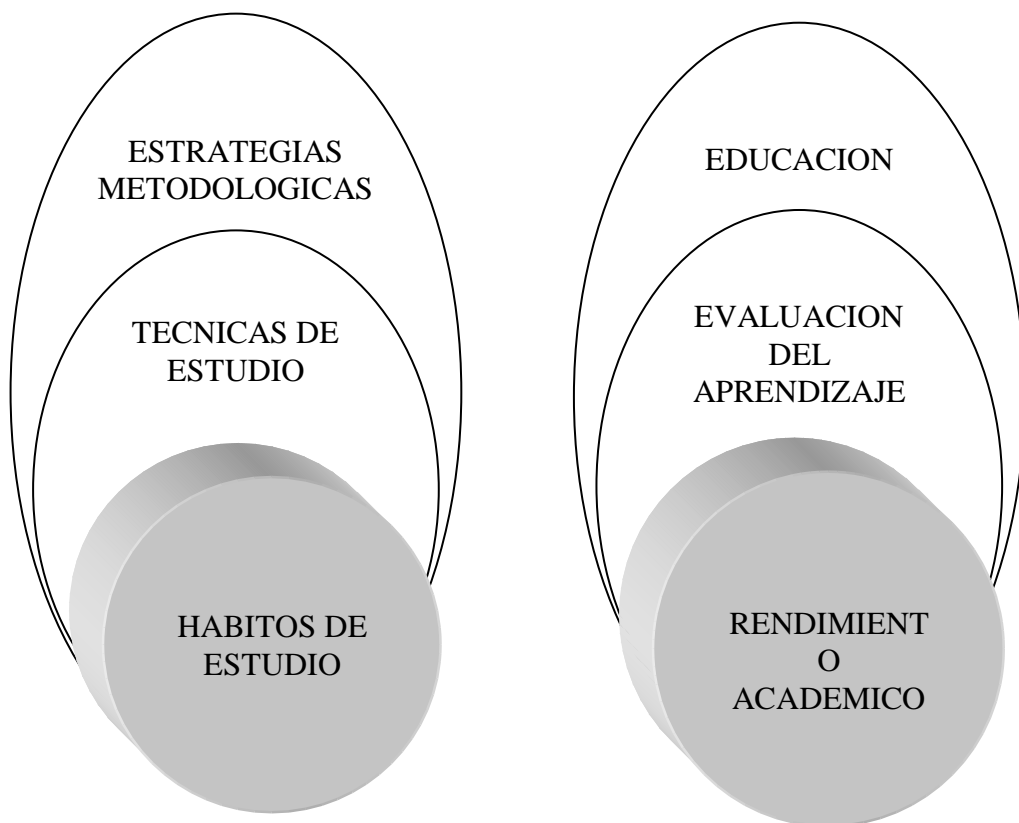 ESTRATEGIAS
METODOLOGICAS
TECNICAS DE
ESTUDIO
HABITOS DE
ESTUDIO
EDUCACION
EVALUACION
DEL
APRENDIZAJE
RENDIMIENT
O
ACADEMICO